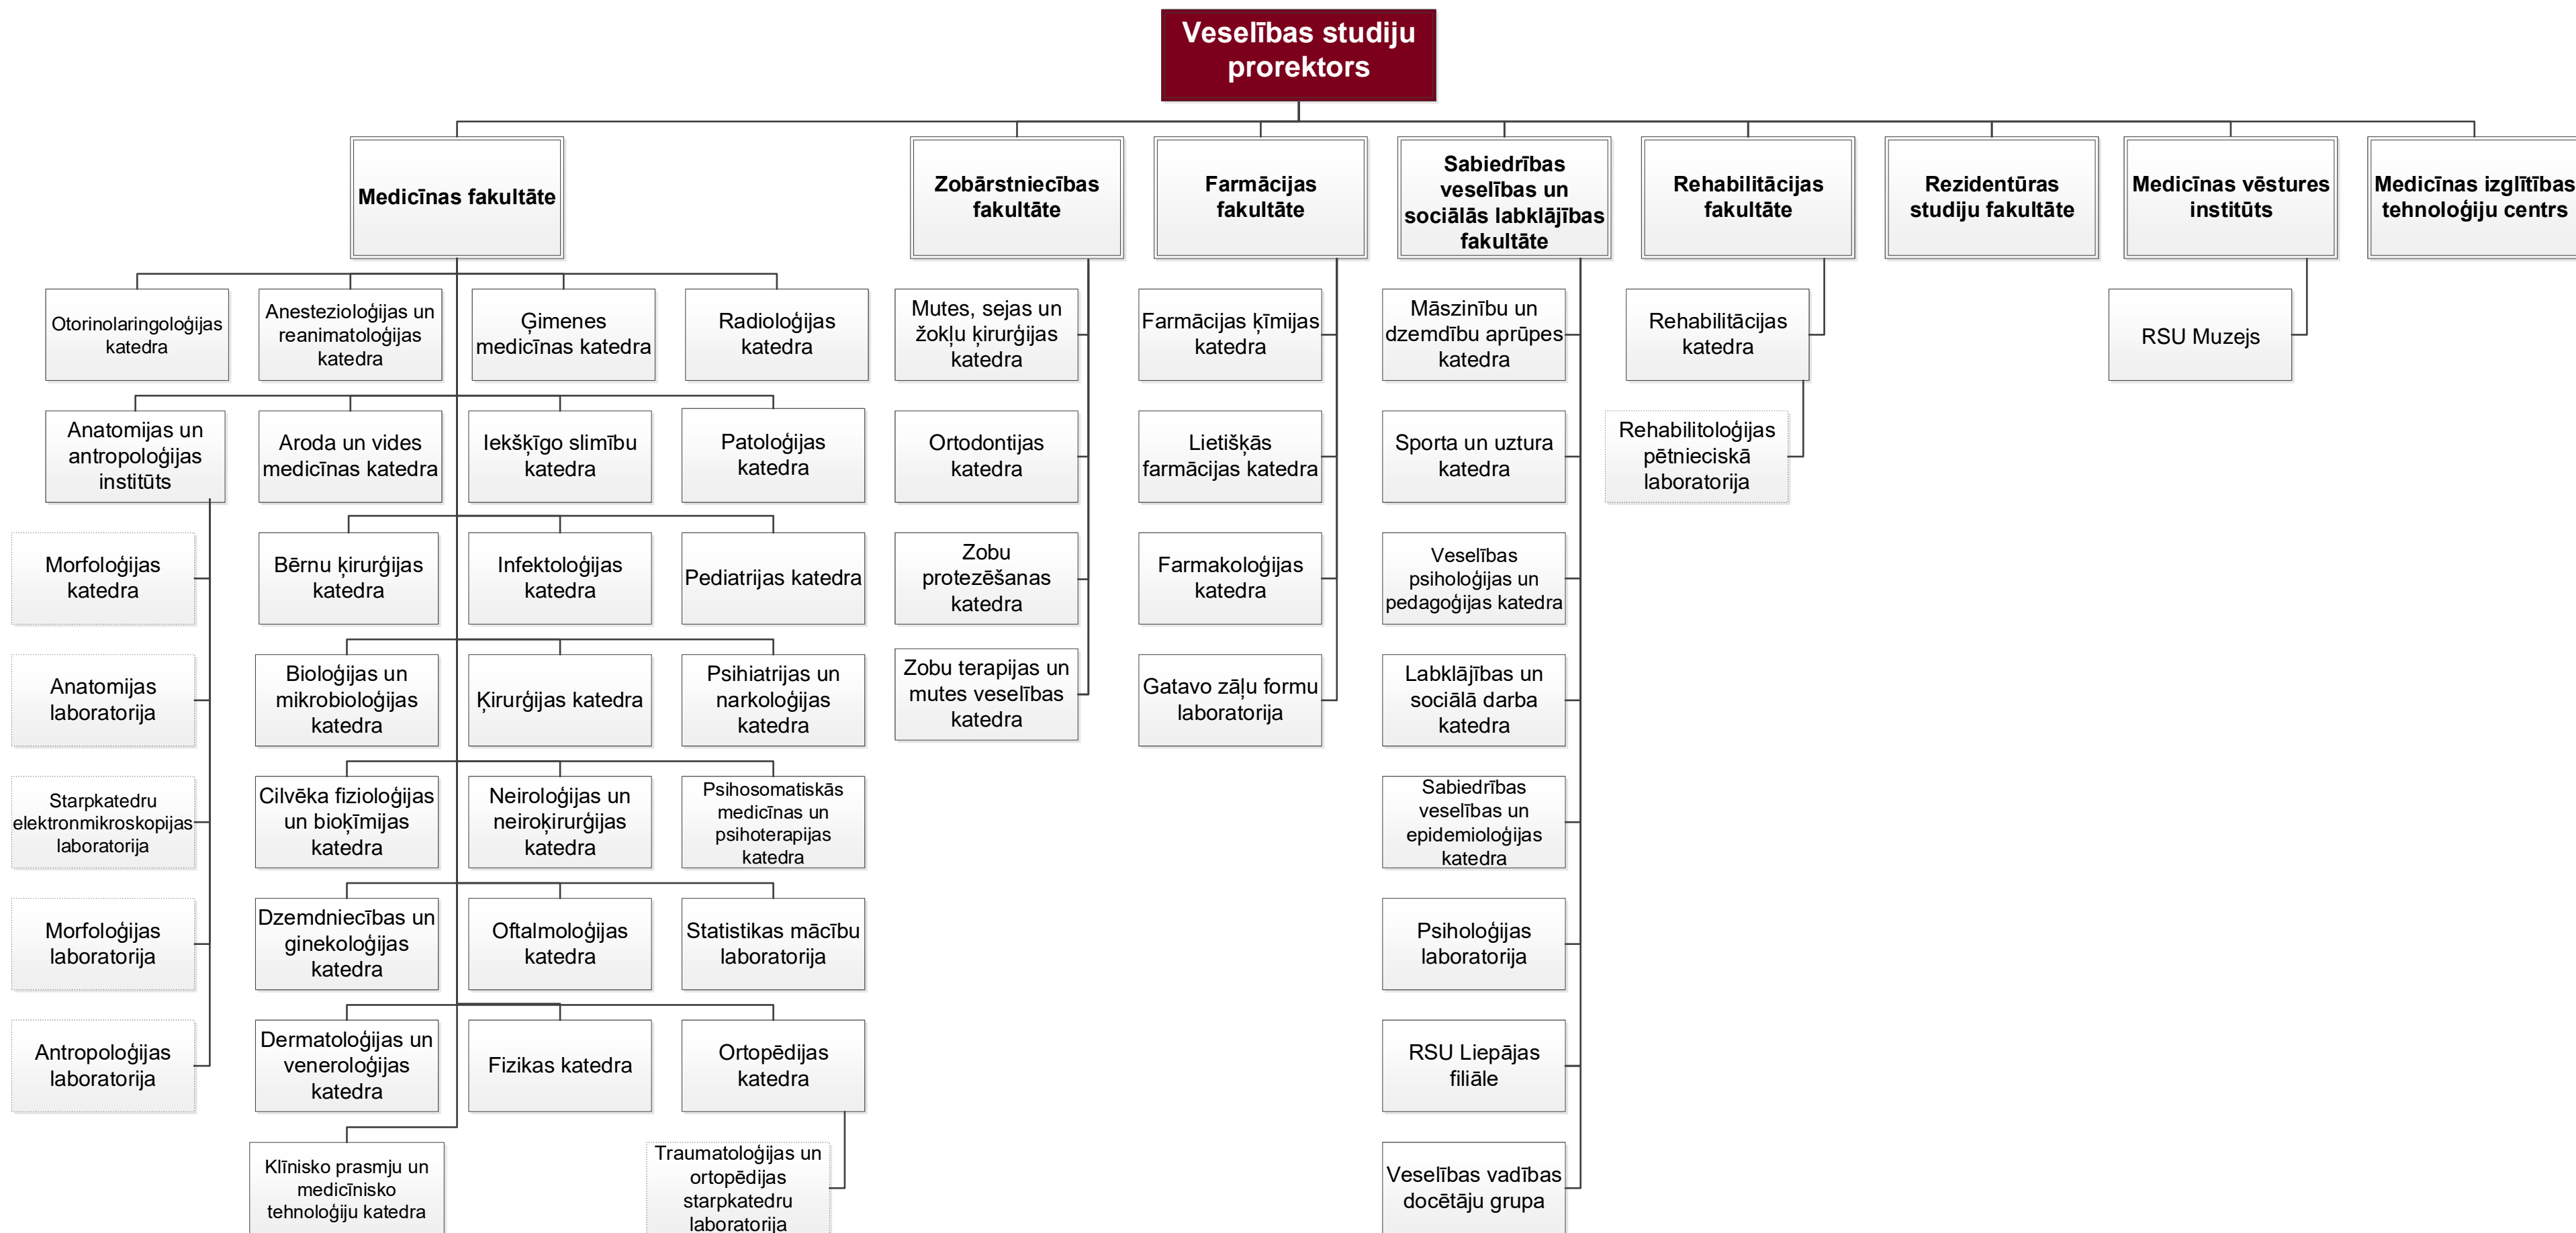 Veselības studiju
prorektors
Medicīnas fakultāte
Zobārstniecības
fakultāte
Farmācijas
fakultāte
Sabiedrības
veselības un
sociālās labklājības
fakultāte
Rehabilitācijas
fakultāte
Rezidentūras
studiju fakultāte
Medicīnas vēstures
institūts
Medicīnas izglītības
tehnoloģiju centrs
Otorinolaringoloģijas
katedra
Anestezioloģijas un
reanimatoloģijas
katedra
Ģimenes
medicīnas katedra
Radioloģijas
katedra
Mutes, sejas un
žokļu ķirurģijas
katedra
Farmācijas ķīmijas
katedra
Māszinību un
dzemdību aprūpes
katedra
Rehabilitācijas
katedra
RSU Muzejs
Anatomijas un
antropoloģijas
institūts
Aroda un vides
medicīnas katedra
Iekšķīgo slimību
katedra
Patoloģijas
katedra
Ortodontijas
katedra
Lietišķās
farmācijas katedra
Sporta un uztura
katedra
Rehabilitoloģijas
pētnieciskā
laboratorija
Morfoloģijas
katedra
Bērnu ķirurģijas
katedra
Infektoloģijas
katedra
Pediatrijas katedra
Zobu
protezēšanas
katedra
Farmakoloģijas
katedra
Veselības
psiholoģijas un
pedagoģijas katedra
Anatomijas
laboratorija
Bioloģijas un
mikrobioloģijas
katedra
Ķirurģijas katedra
Psihiatrijas un
narkoloģijas
katedra
Zobu terapijas un
mutes veselības
katedra
Gatavo zāļu formu
laboratorija
Labklājības un
sociālā darba
katedra
Starpkatedru
elektronmikroskopijas
laboratorija
Cilvēka fizioloģijas
un bioķīmijas
katedra
Neiroloģijas un
neiroķirurģijas
katedra
Psihosomatiskās
medicīnas un
psihoterapijas
katedra
Sabiedrības
veselības un
epidemioloģijas
katedra
Morfoloģijas
laboratorija
Dzemdniecības un
ginekoloģijas
katedra
Oftalmoloģijas
katedra
Statistikas mācību
laboratorija
Psiholoģijas
laboratorija
Antropoloģijas
laboratorija
Dermatoloģijas un
veneroloģijas
katedra
Fizikas katedra
Ortopēdijas
katedra
RSU Liepājas
filiāle
Klīnisko prasmju un
medicīnisko
tehnoloģiju katedra
Traumatoloģijas un
ortopēdijas
starpkatedru
laboratorija
Veselības vadības
docētāju grupa